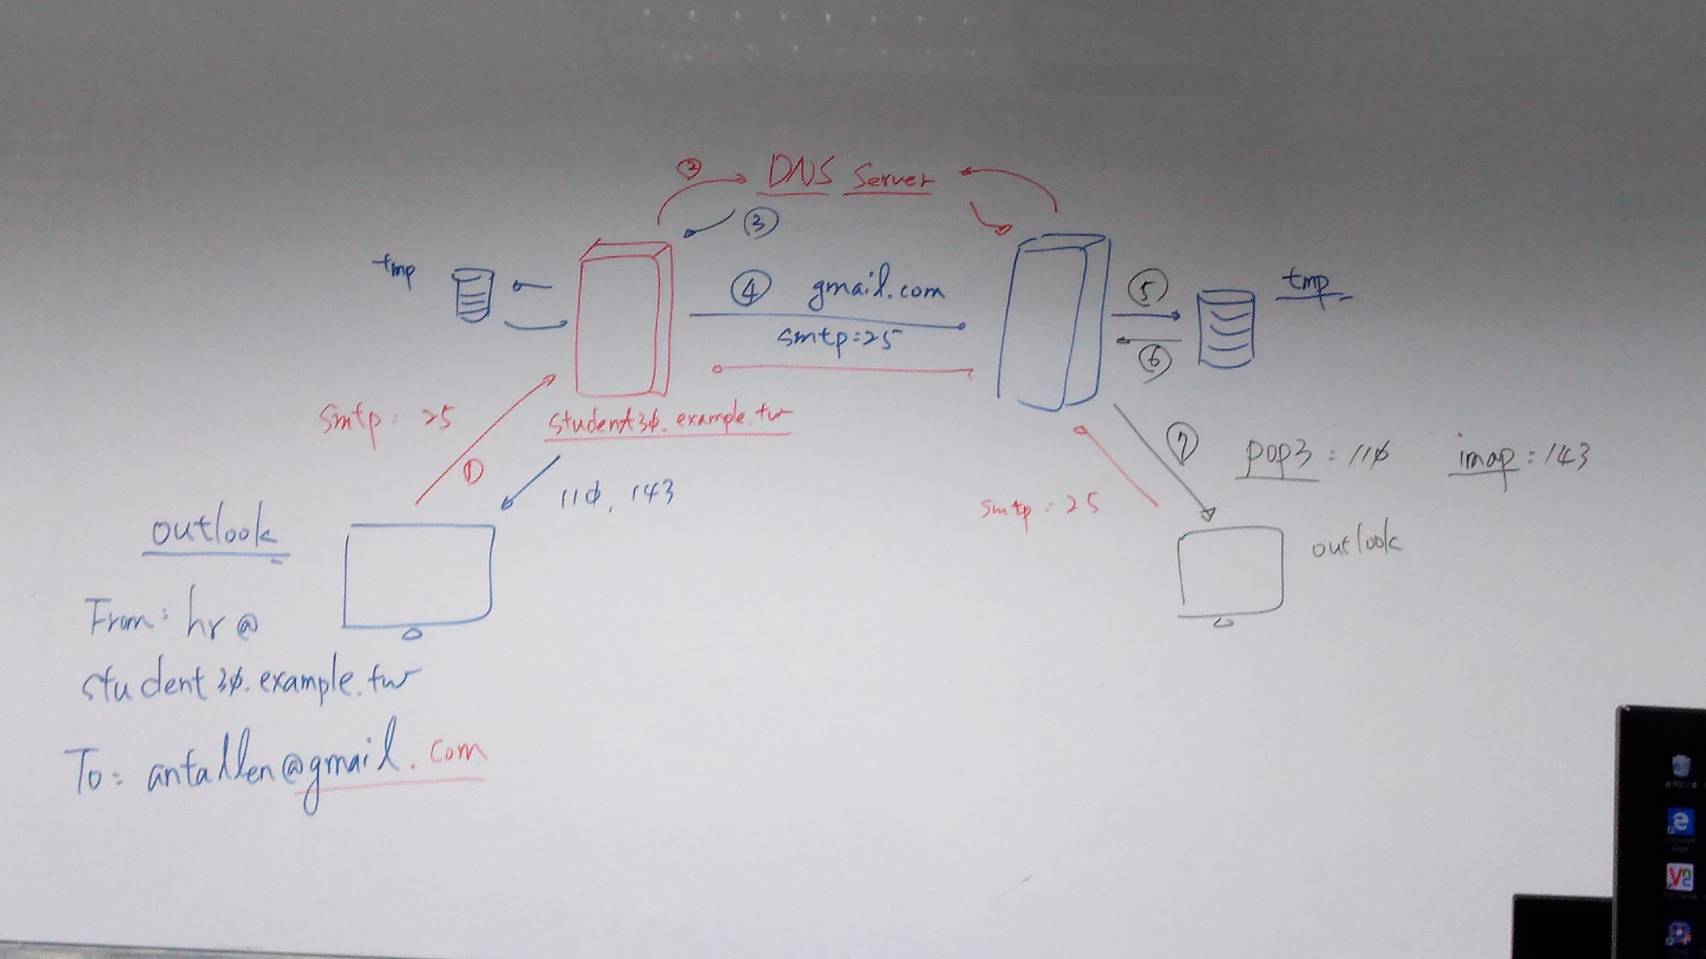 ② DNS Server
③
tmp
④ gmail.com
⑤
tmp
smtp:25
⑥
smtp: 25
student30.example.tw
①
110, 143
⑦
pop3:110 imap:143
smtp: 25
outlook
outlook
From: hr@
student30.example.tw
To: antallen@gmail.com